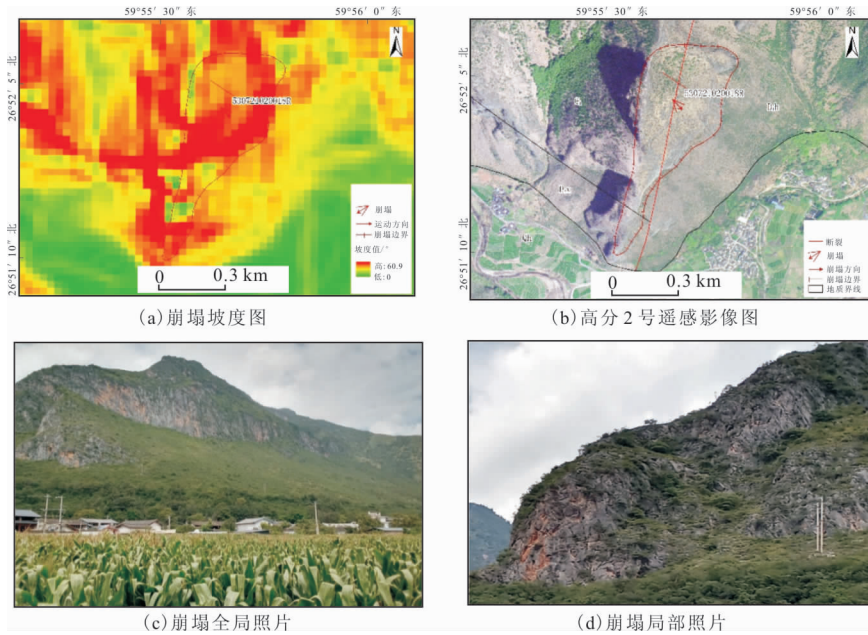 59°55′ 30″ 东
59°56′ 0″ 东
26°52′ 5″ 北
26°51′ 10″ 北
N
崩塌
运动方向
崩塌边界
坡度值/°
高:60.9
低:0
0
0.3 km
(a)崩塌坡度图
59°55′ 30″ 东
59°56′ 0″ 东
26°52′ 5″ 北
26°51′ 10″ 北
N
断裂
崩塌
崩塌方向
崩塌边界
地质界线
0
0.3 km
(b)高分2号遥感影像图
(c)崩塌全局照片
(d)崩塌局部照片